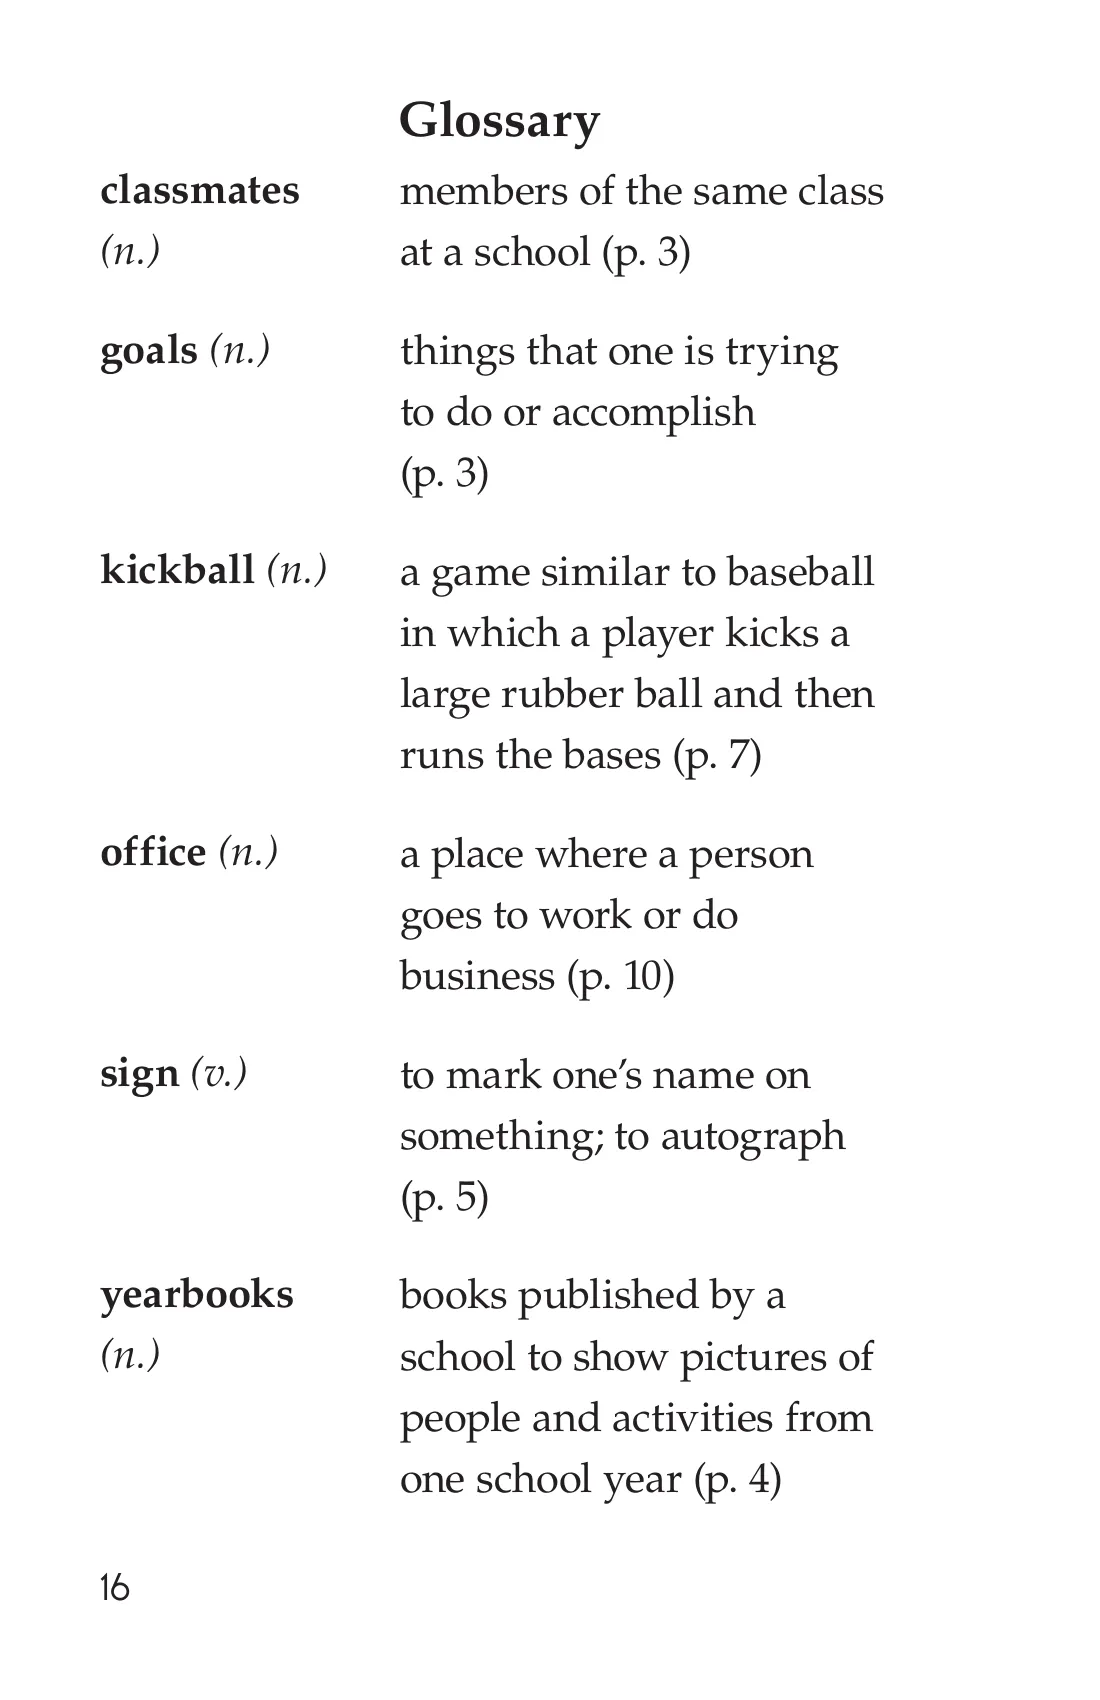 Glossary
classmates members of the same class
(n.) at a school (p. 3)
goals (n.) things that one is trying
to do or accomplish
(p. 3)
kickball (n.) a game similar to baseball
in which a player kicks a
large rubber ball and then
runs the bases (p. 7)
office (n.) a place where a person
goes to work or do
business (p. 10)
sign (v.) to mark one’s name on
something; to autograph
(p. 5)
yearbooks books published by a
(n.) school to show pictures of
people and activities from
one school year (p. 4)
16